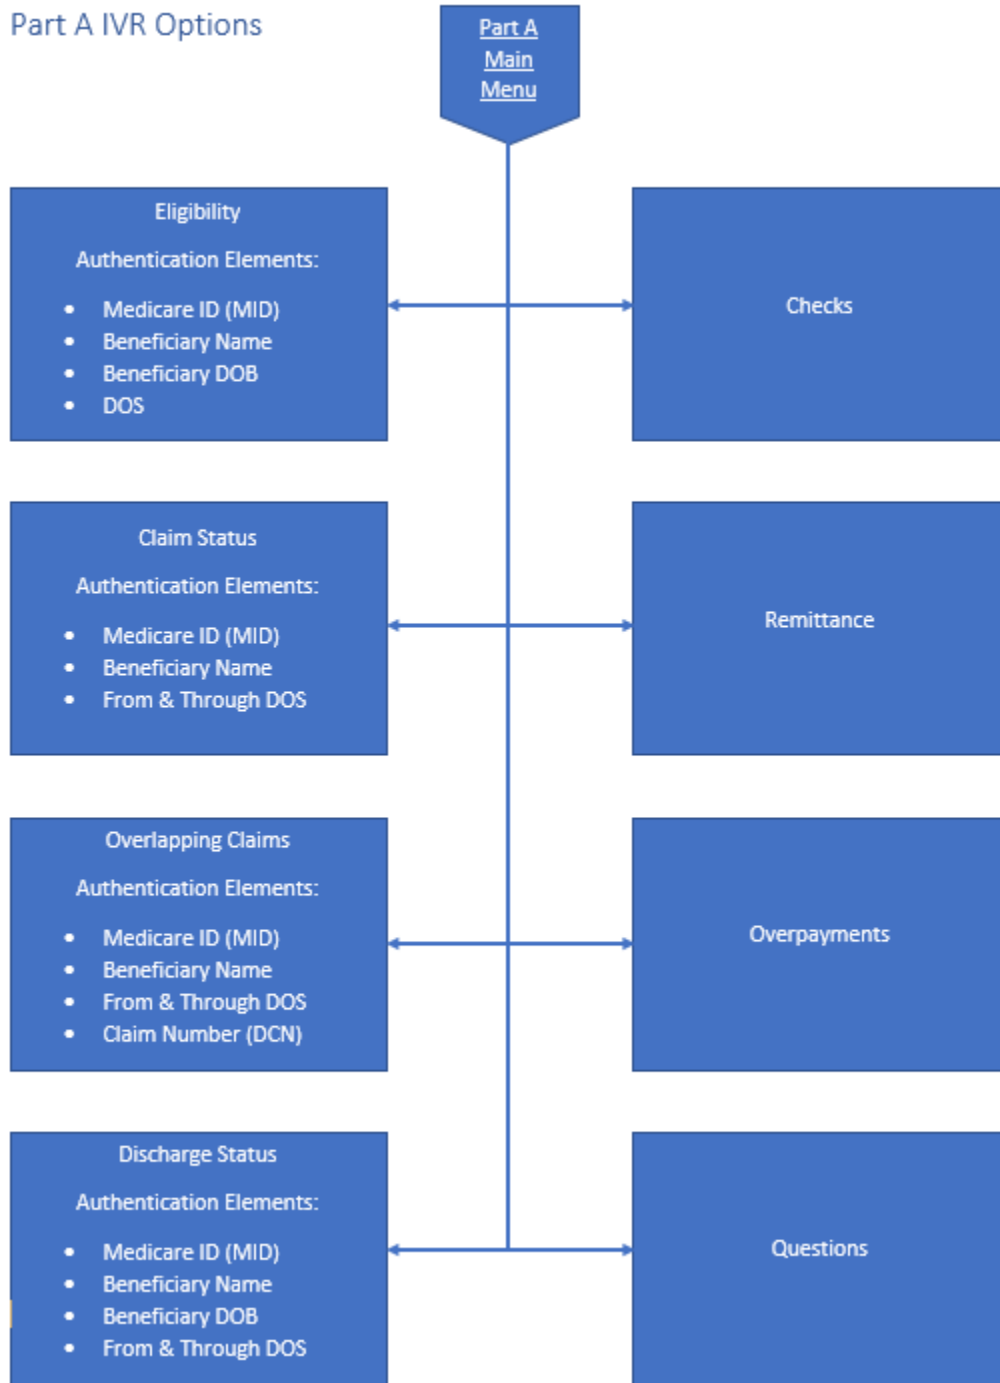 Part A IVR Options
Part A
Main
Menu
Eligibility
Authentication Elements:
• Medicare ID (MID)
• Beneficiary Name
• Beneficiary DOB
• DOS
Checks
Claim Status
Authentication Elements:
• Medicare ID (MID)
• Beneficiary Name
• From & Through DOS
Remittance
Overlapping Claims
Authentication Elements:
• Medicare ID (MID)
• Beneficiary Name
• From & Through DOS
• Claim Number (DCN)
Overpayments
Discharge Status
Authentication Elements:
• Medicare ID (MID)
• Beneficiary Name
• Beneficiary DOB
• From & Through DOS
Questions